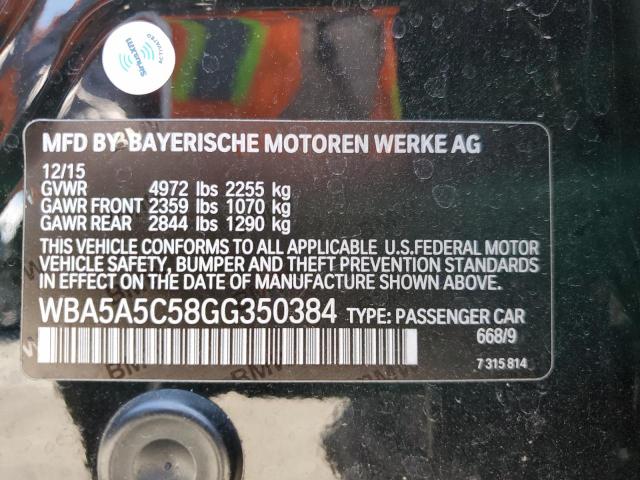 ACTIVATED
SiriusXM
MFD BY BAYERISCHE MOTOREN WERKE AG
12/15
GVWR 4972 lbs 2255 kg
GAWR FRONT 2359 lbs 1070 kg
GAWR REAR 2844 lbs 1290 kg
THIS VEHICLE CONFORMS TO ALL APPLICABLE U.S. FEDERAL MOTOR
VEHICLE SAFETY, BUMPER AND THEFT PREVENTION STANDARDS
IN EFFECT ON THE DATE OF MANUFACTURE SHOWN ABOVE.
WBA5A5C58GG350384 TYPE: PASSENGER CAR
668/9
7 315 814